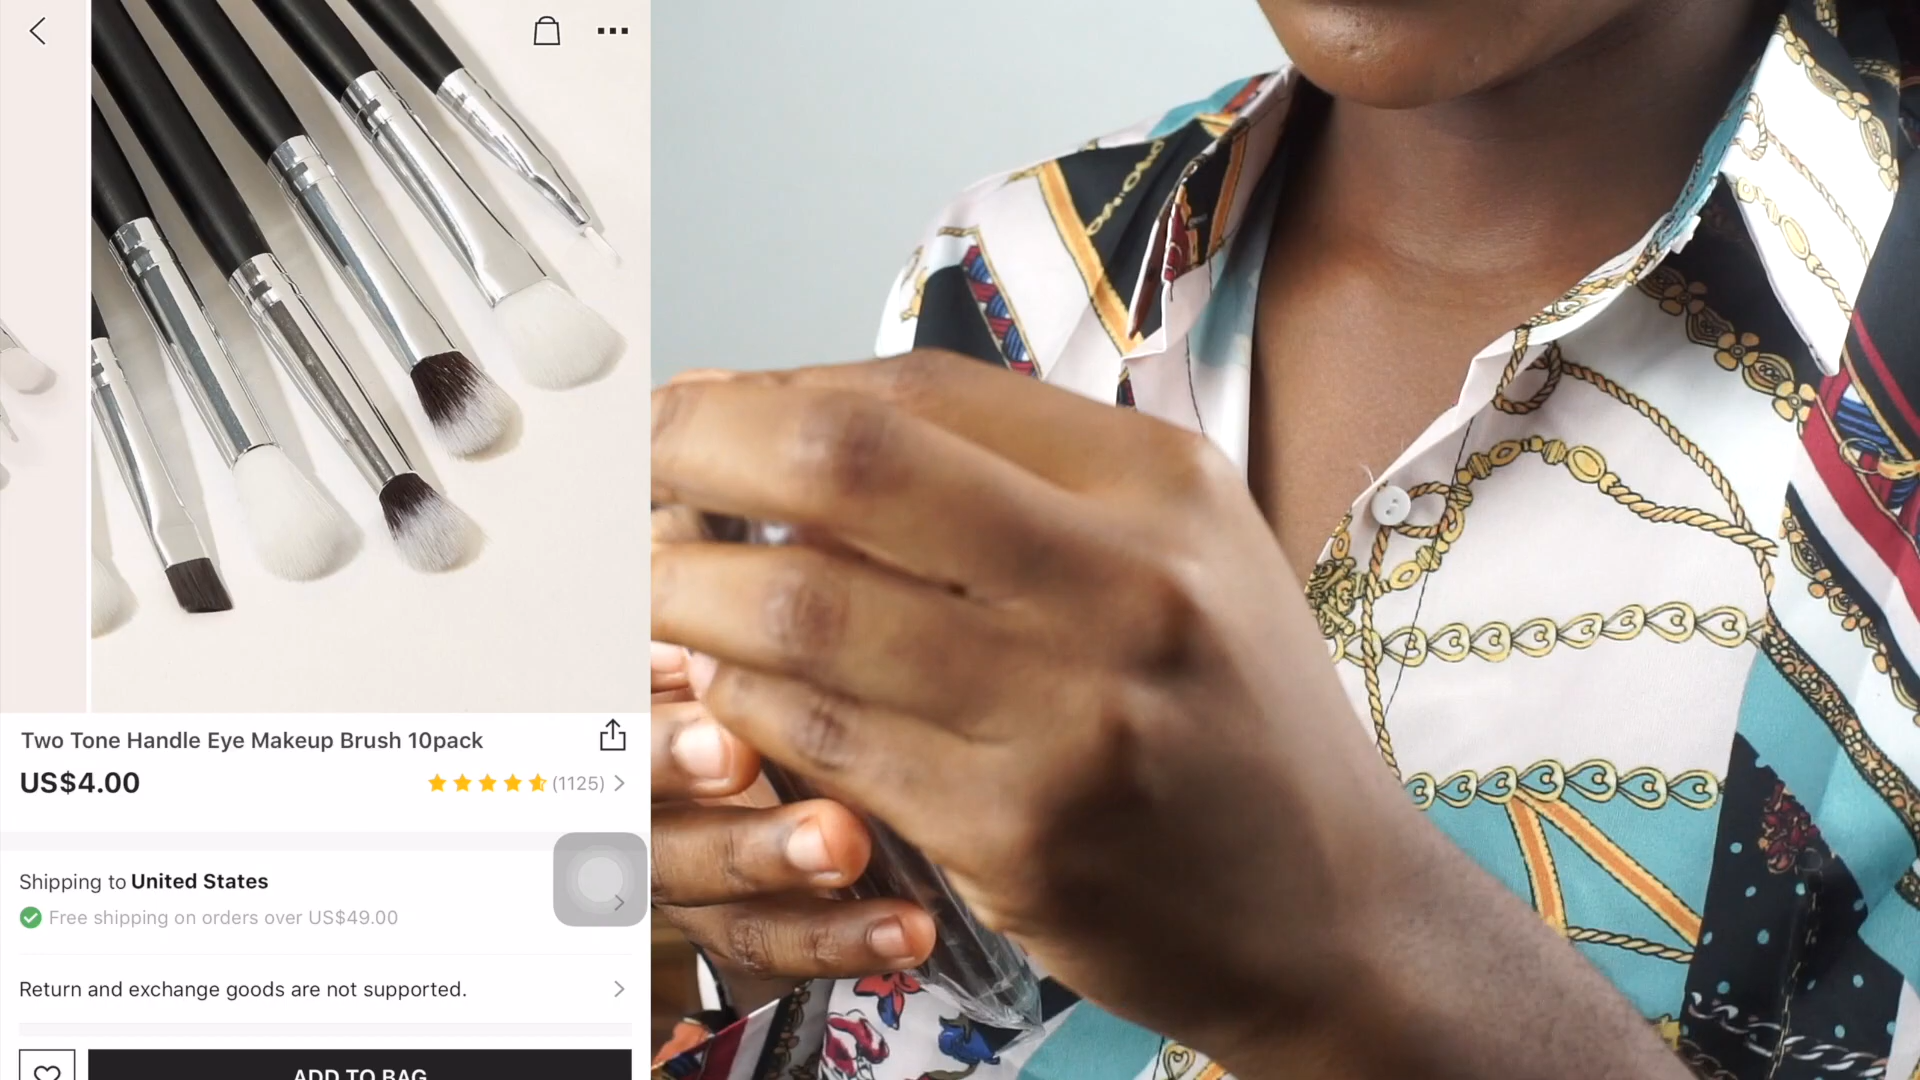 Two Tone Handle Eye Makeup Brush 10pack
US$4.00
(1125)
Shipping to United States
Free shipping on orders over US$49.00
Return and exchange goods are not supported.
ADD TO BAG